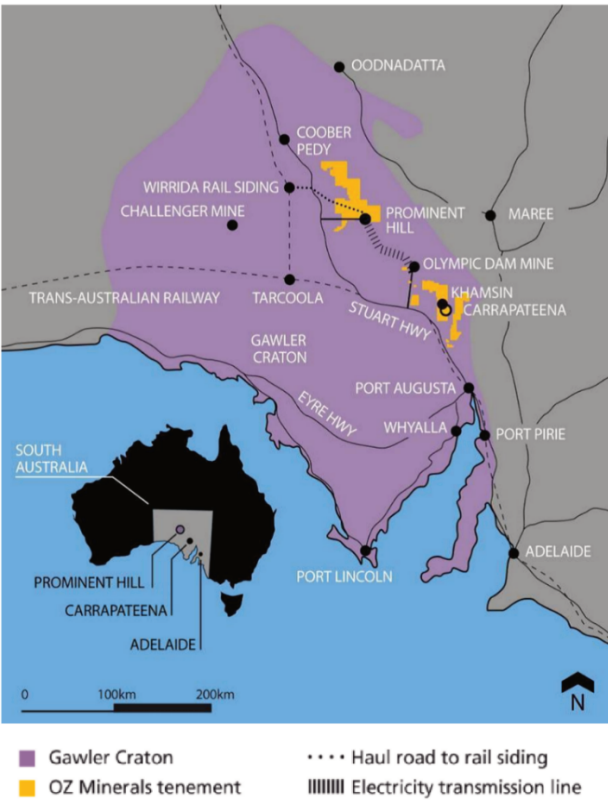 OODNADATTA
COOBER
PEDY
WIRRIDA RAIL SIDING
CHALLENGER MINE
PROMINENT
HILL
MAREE
OLYMPIC DAM MINE
KHAMSIN
TRANS-AUSTRALIAN RAILWAY
TARCOOLA
CARRAPATEENA
STUART HWY
GAWLER
CRATON
PORT AUGUSTA
EYRE HWY
WHYALLA
PORT PIRIE
SOUTH
AUSTRALIA
ADELAIDE
PORT LINCOLN
PROMINENT HILL
CARRAPATEENA
ADELAIDE
0 100km 200km
N
Gawler Craton
OZ Minerals tenement
Haul road to rail siding
Electricity transmission line